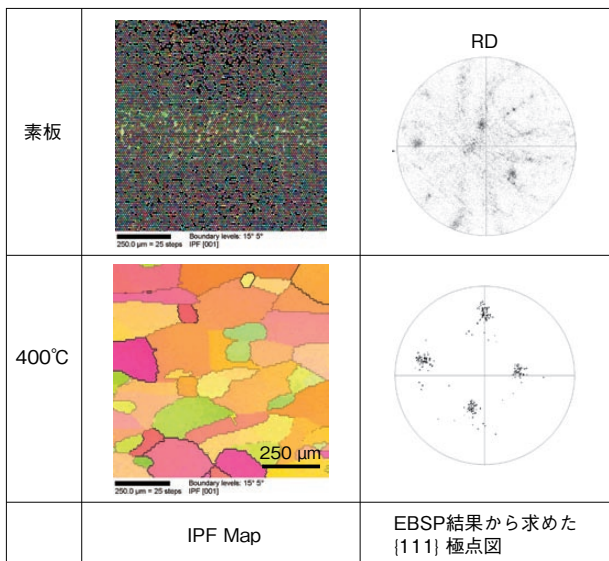 素板
250.0 µm = 25 steps
Boundary levels: 15° 5°
IPF [001]
RD
400℃
250 µm
250.0 µm = 25 steps
Boundary levels: 15° 5°
IPF [001]
IPF Map
EBSP結果から求めた
{111} 極点図